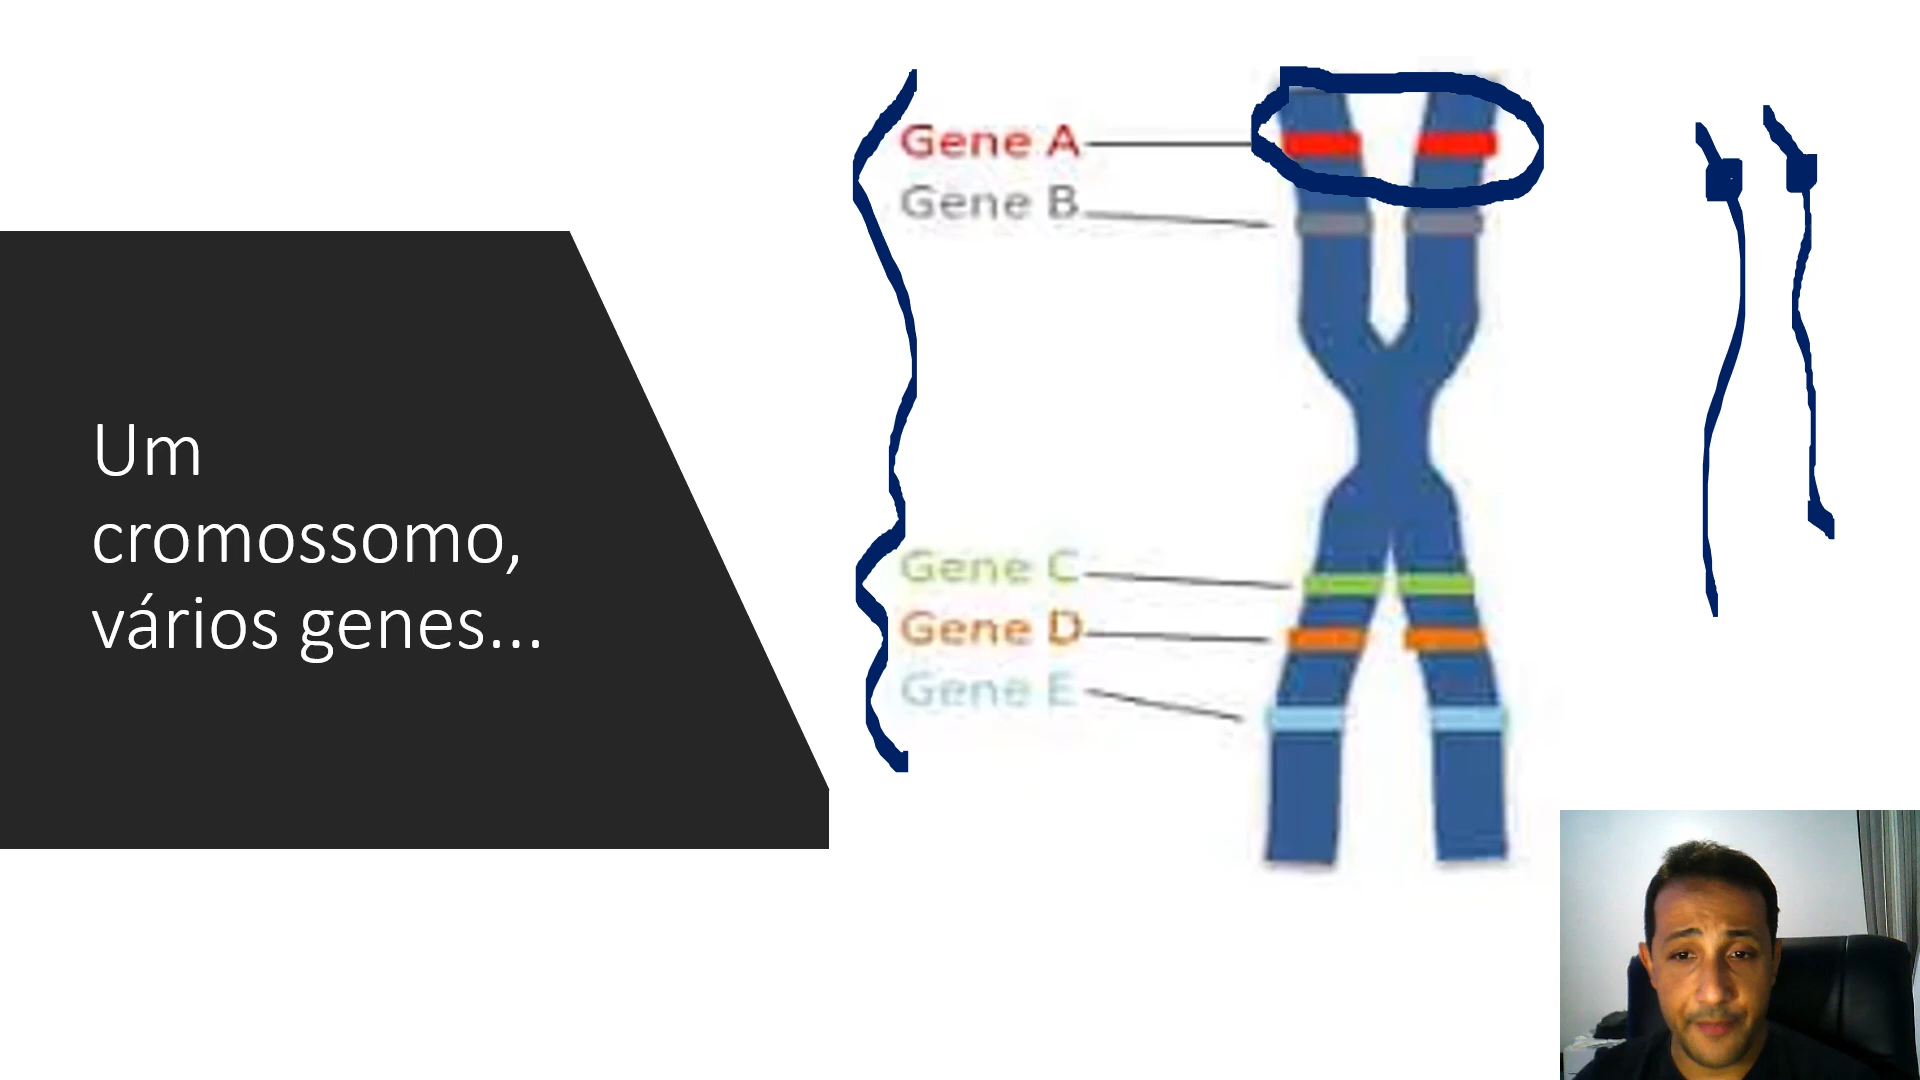 Um
cromossomo,
vários genes...
Gene A
Gene B
Gene C
Gene D
Gene E